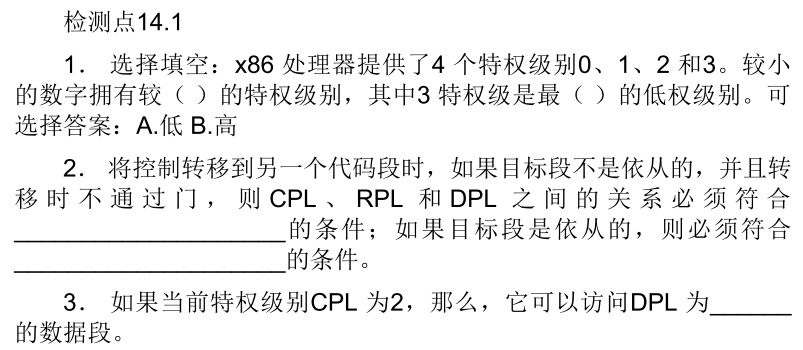 检测点14.1
1． 选择填空：x86 处理器提供了4 个特权级别0、1、2 和3。较小
的数字拥有较（ ）的特权级别，其中3 特权级是最（ ）的低权级别。可
选择答案：A.低 B.高
2． 将控制转移到另一个代码段时，如果目标段不是依从的，并且转
移时不通过门，则CPL、RPL 和DPL 之间的关系必须符合
____________________的条件；如果目标段是依从的，则必须符合
____________________的条件。
3． 如果当前特权级别CPL 为2，那么，它可以访问DPL 为______
的数据段。